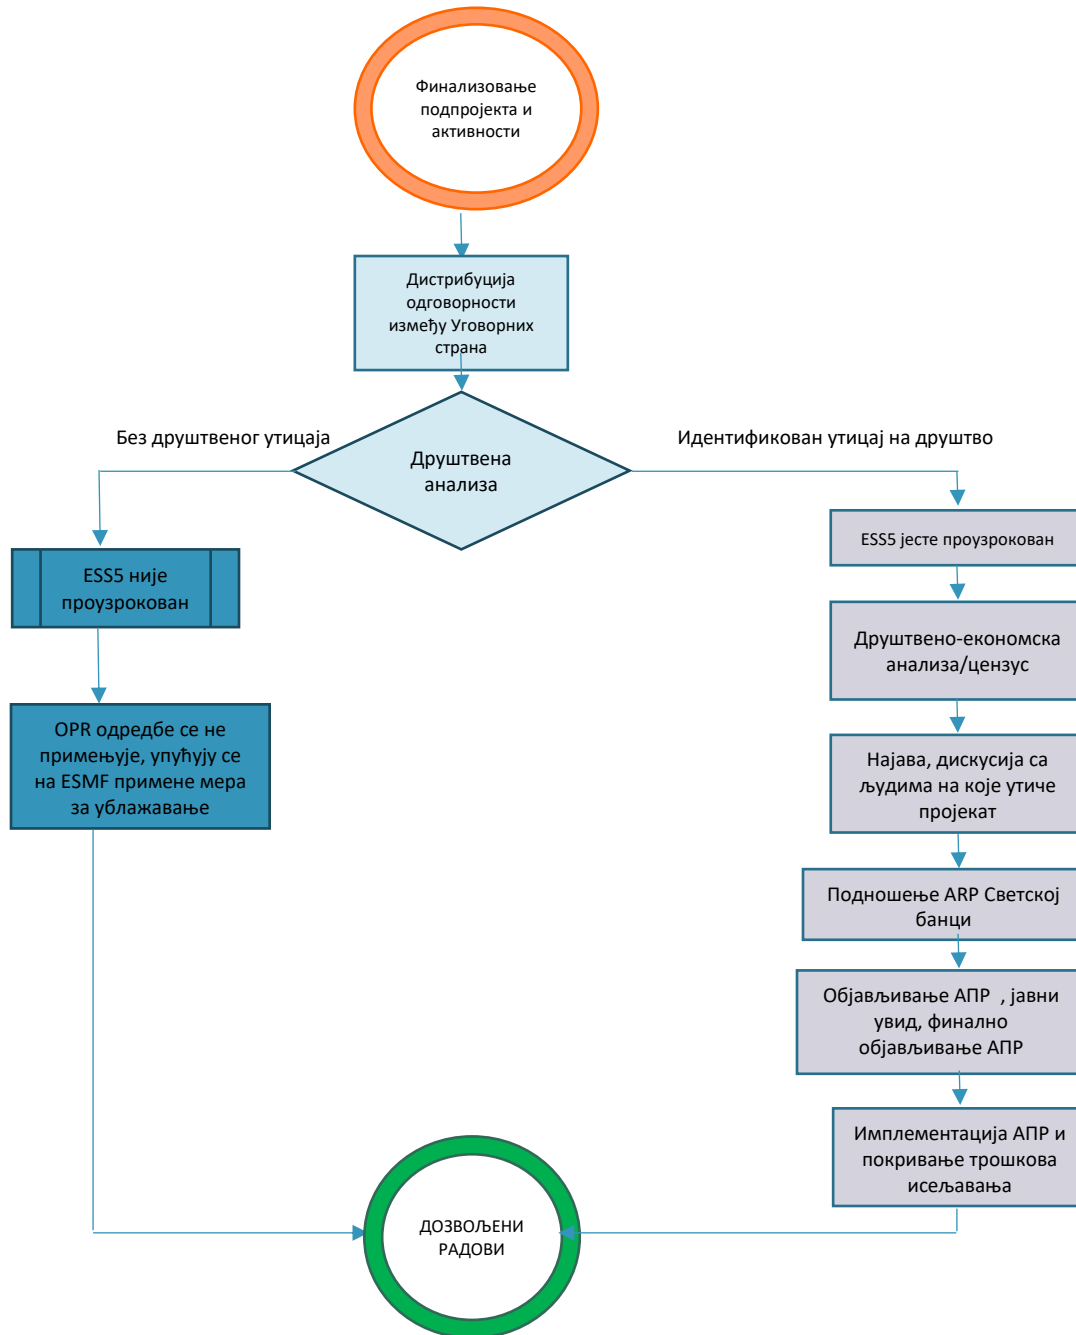 Финализовање
подпројекта и
активности
Дистрибуција
одговорности
између Уговорних
страна
Без друштвеног утицаја
Друштвена
анализа
Идентификован утицај на друштво
ESS5 није
проузрокован
OPR одредбе се не
примењује, упућују се
на ESMF примене мера
за ублажавање
ESS5 јесте проузрокован
Друштвено-економска
анализа/цензус
Најава, дискусија са
људима на које утиче
пројекат
Подношење ARP Светској
банци
Објављивање АПР , јавни
увид, финално
објављивање АПР
Имплементација АПР и
покривање трошкова
исељавања
ДОЗВОЉЕНИ
РАДОВИ